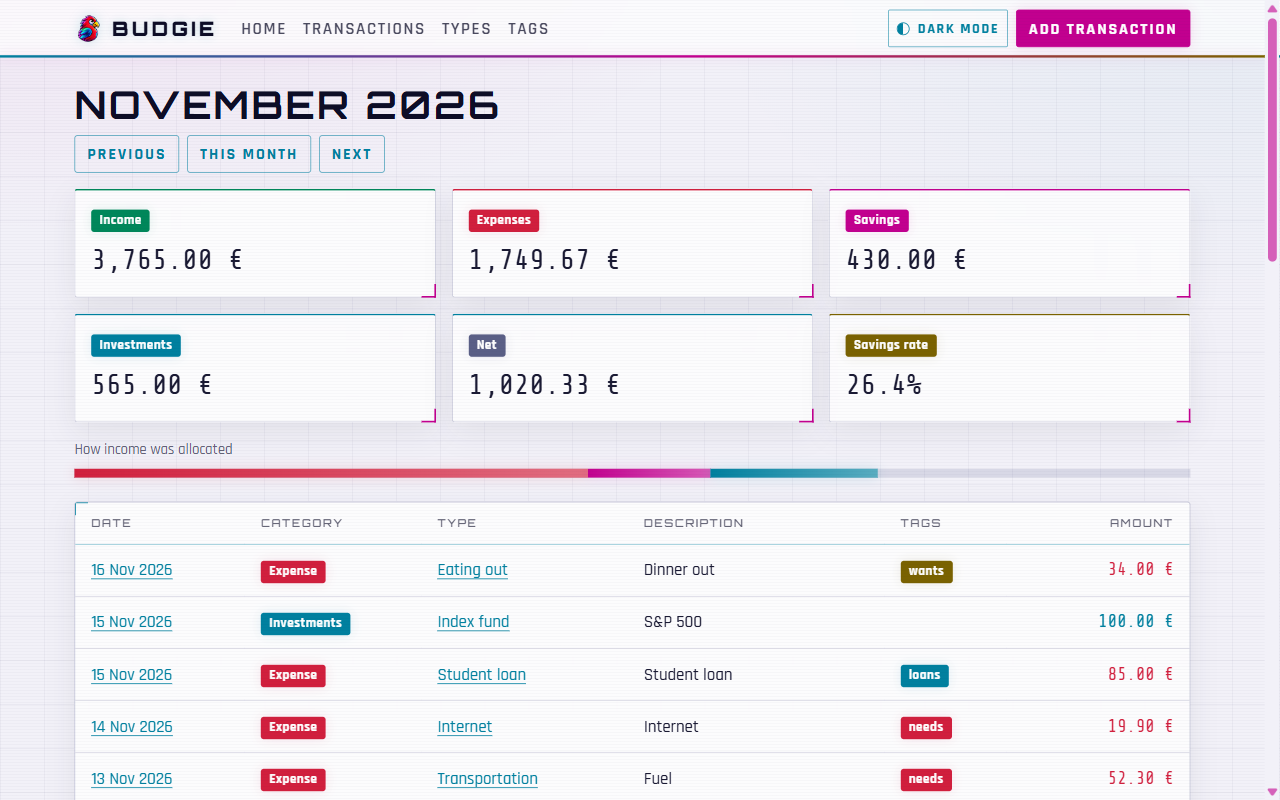 BUDGIE HOME TRANSACTIONS TYPES TAGS DARK MODE ADD TRANSACTION
NOVEMBER 2026
PREVIOUS THIS MONTH NEXT
Income Expenses Savings
3,765.00 € 1,749.67 € 430.00 €
Investments Net Savings rate
565.00 € 1,020.33 € 26.4%
How income was allocated
DATE CATEGORY TYPE DESCRIPTION TAGS AMOUNT
16 Nov 2026 Expense Eating out Dinner out wants 34.00 €
15 Nov 2026 Investments Index fund S&P 500 100.00 €
15 Nov 2026 Expense Student loan Student loan loans 85.00 €
14 Nov 2026 Expense Internet Internet needs 19.90 €
13 Nov 2026 Expense Transportation Fuel needs 52.30 €